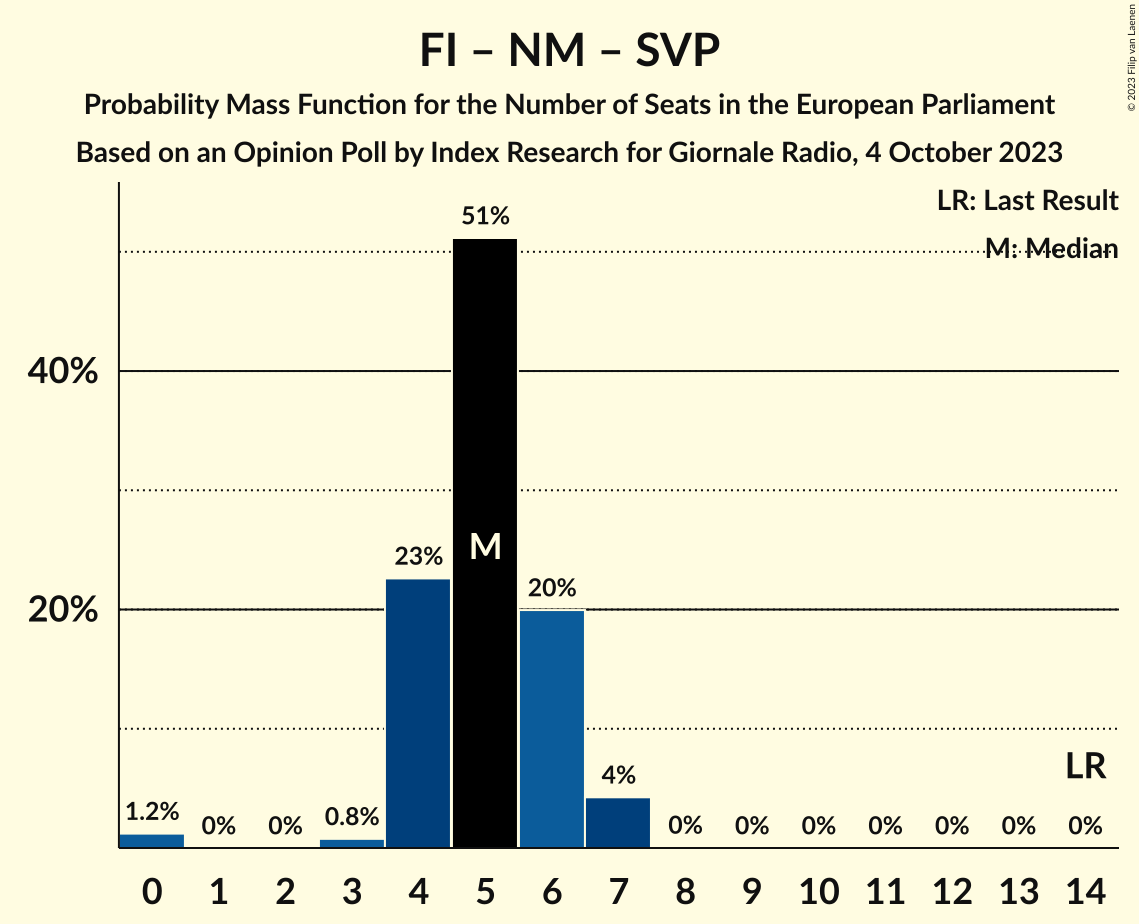 FI – NM – SVP
Probability Mass Function for the Number of Seats in the European Parliament
Based on an Opinion Poll by Index Research for Giornale Radio, 4 October 2023
© 2023 Filip van Laenen
LR: Last Result
M: Median
51%
40%
M
23%
20%
20%
LR
4%
1.2% 0% 0% 0.8% 0% 0% 0% 0% 0% 0% 0%
0 1 2 3 4 5 6 7 8 9 10 11 12 13 14